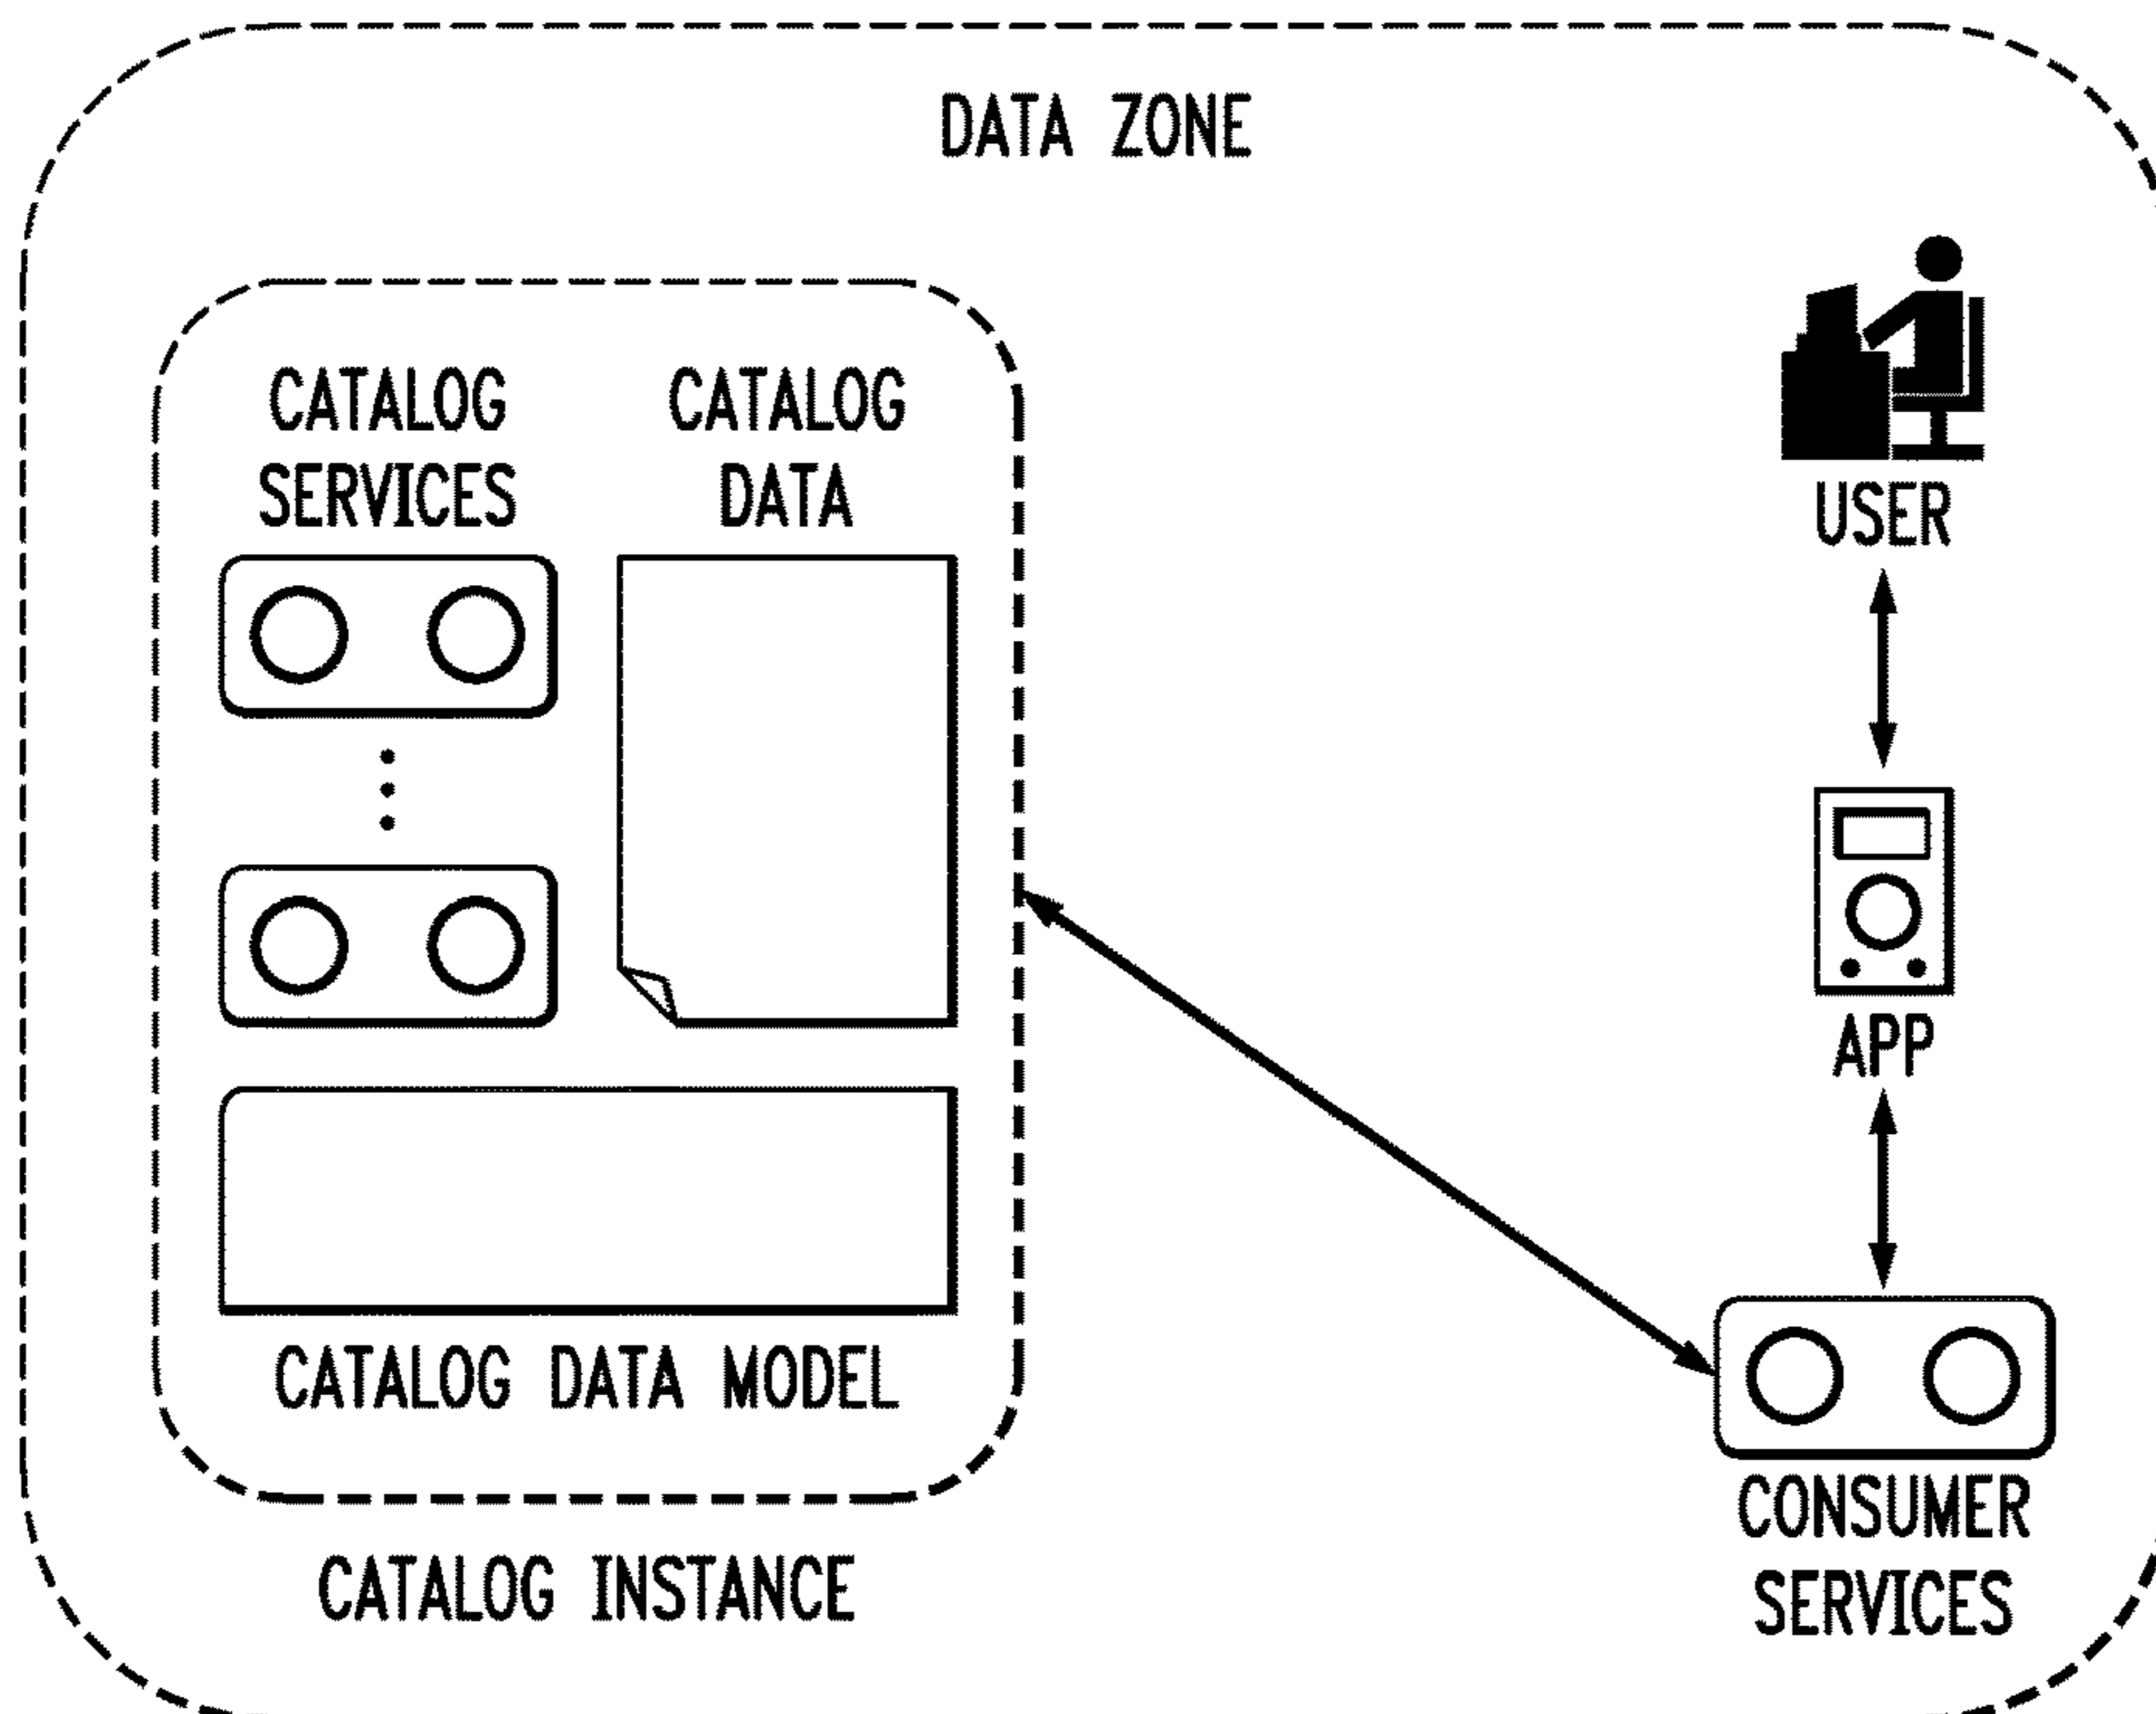 DATA ZONE
CATALOG
SERVICES
CATALOG
DATA
CATALOG DATA MODEL
CATALOG INSTANCE
USER
APP
CONSUMER
SERVICES